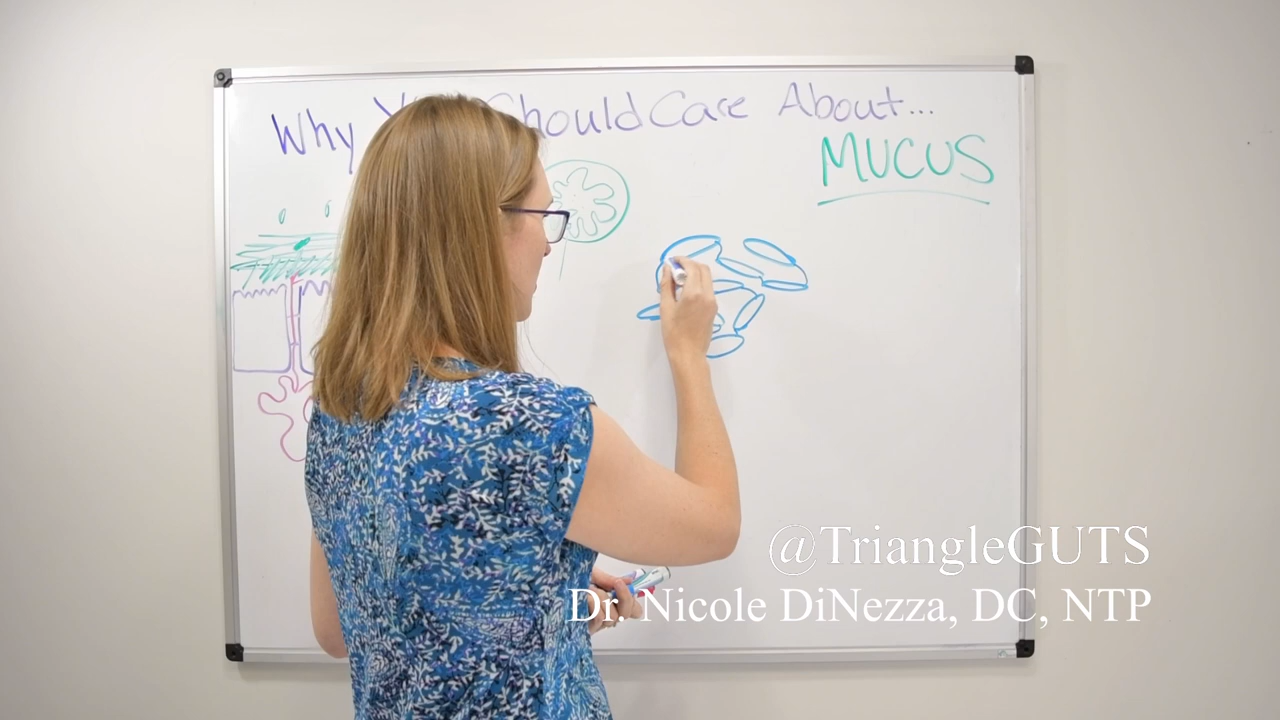 Why Should Care About...
MUCUS
@TriangleGUTS
Dr. Nicole DiNezza, DC, NTP